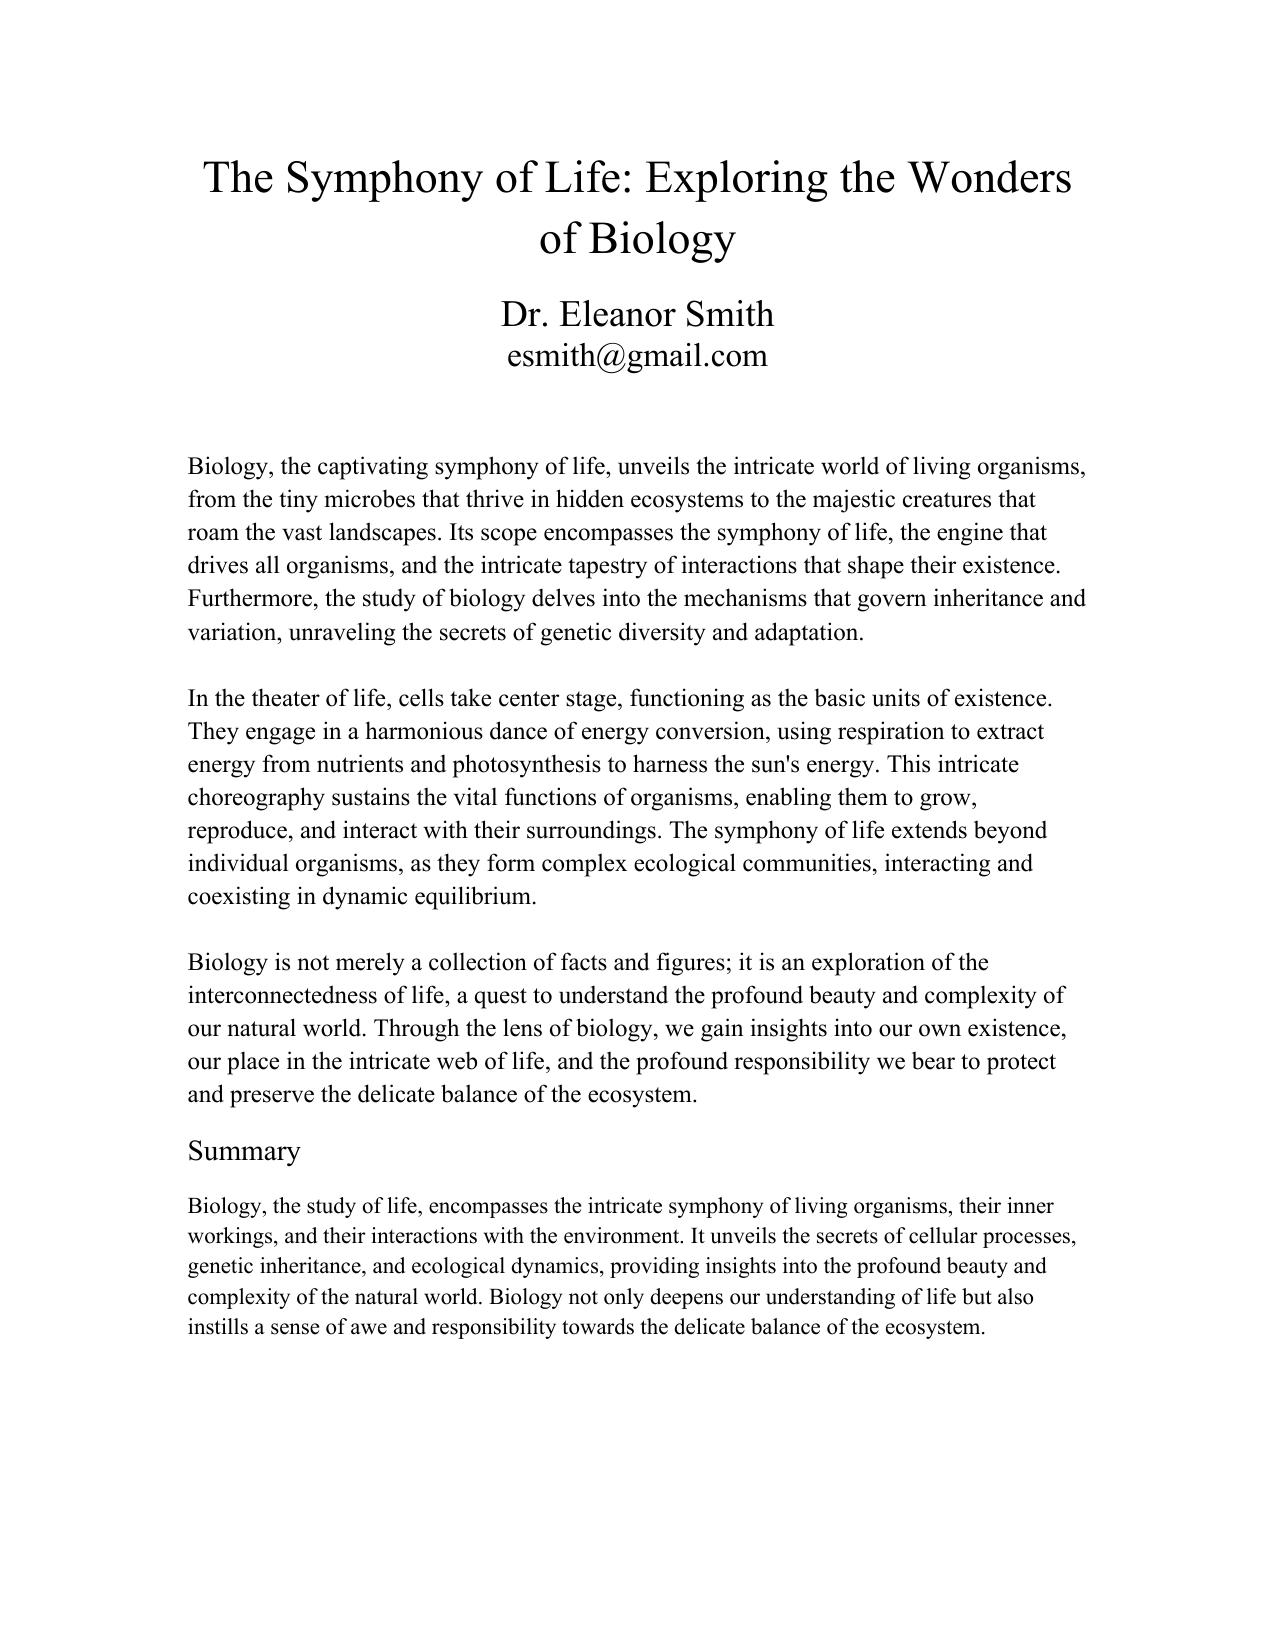 The Symphony of Life: Exploring the Wonders
of Biology
Dr. Eleanor Smith
esmith@gmail.com
Biology, the captivating symphony of life, unveils the intricate world of living organisms,
from the tiny microbes that thrive in hidden ecosystems to the majestic creatures that
roam the vast landscapes. Its scope encompasses the symphony of life, the engine that
drives all organisms, and the intricate tapestry of interactions that shape their existence.
Furthermore, the study of biology delves into the mechanisms that govern inheritance and
variation, unraveling the secrets of genetic diversity and adaptation.
In the theater of life, cells take center stage, functioning as the basic units of existence.
They engage in a harmonious dance of energy conversion, using respiration to extract
energy from nutrients and photosynthesis to harness the sun's energy. This intricate
choreography sustains the vital functions of organisms, enabling them to grow,
reproduce, and interact with their surroundings. The symphony of life extends beyond
individual organisms, as they form complex ecological communities, interacting and
coexisting in dynamic equilibrium.
Biology is not merely a collection of facts and figures; it is an exploration of the
interconnectedness of life, a quest to understand the profound beauty and complexity of
our natural world. Through the lens of biology, we gain insights into our own existence,
our place in the intricate web of life, and the profound responsibility we bear to protect
and preserve the delicate balance of the ecosystem.
Summary
Biology, the study of life, encompasses the intricate symphony of living organisms, their inner
workings, and their interactions with the environment. It unveils the secrets of cellular processes,
genetic inheritance, and ecological dynamics, providing insights into the profound beauty and
complexity of the natural world. Biology not only deepens our understanding of life but also
instills a sense of awe and responsibility towards the delicate balance of the ecosystem.